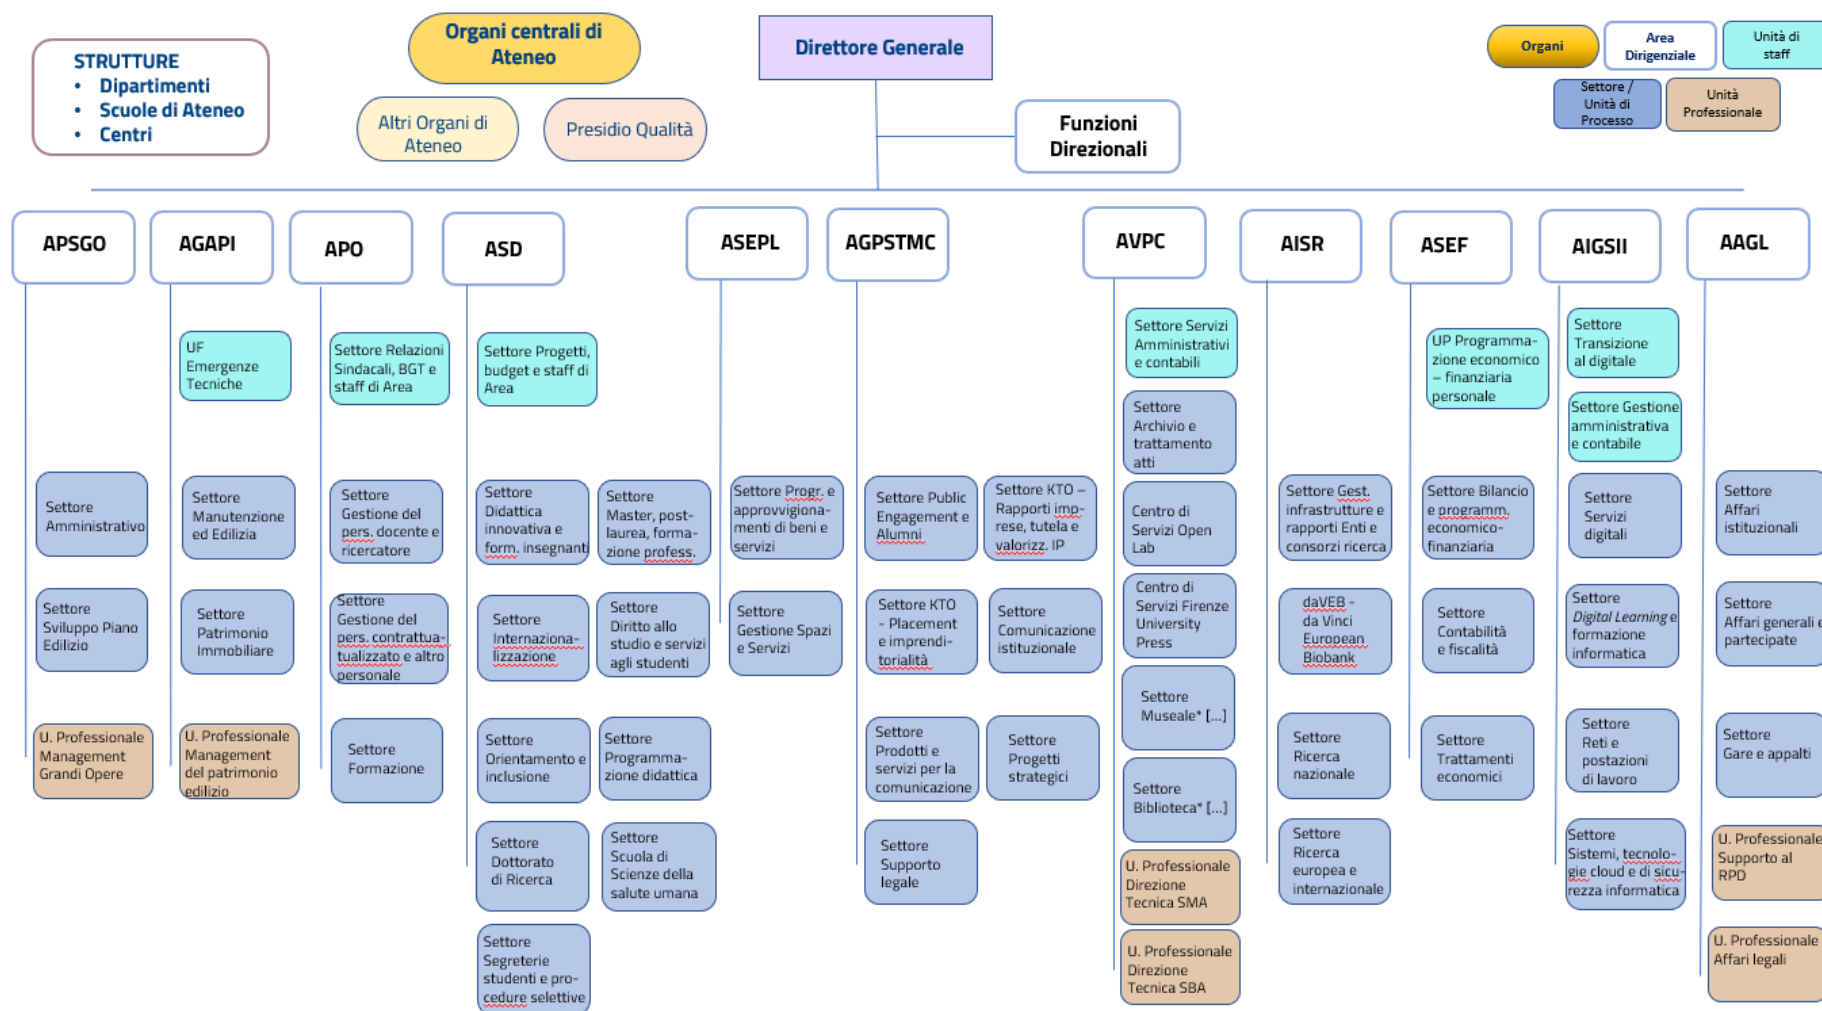 STRUTTURE
• Dipartimenti
• Scuole di Ateneo
• Centri
Organi centrali di
Ateneo
Altri Organi di
Ateneo
Presidio Qualità
Direttore Generale
Funzioni
Direzionali
Organi
Area
Dirigenziale
Unità di
staff
Settore /
Unità di
Processo
Unità
Professionale
APSGO
AGAPI
APO
ASD
ASEPL
AGPSTMC
AVPC
AISR
ASEF
AIGSII
AAGL
Settore
Amministrativo
Settore
Sviluppo Piano
Edilizio
U. Professionale
Management
Grandi Opere
UF
Emergenze
Tecniche
Settore
Manutenzione
ed Edilizia
Settore
Patrimonio
Immobiliare
U. Professionale
Management
del patrimonio
edilizio
Settore Relazioni
Sindacali, BGT e
staff di Area
Settore
Gestione del
pers. docente e
ricercatore
Settore
Gestione del
pers. contrattua-
tualizzato e altro
personale
Settore
Formazione
Settore Progetti,
budget e staff di
Area
Settore
Didattica
innovativa e
form. insegnanti
Settore
Internaziona-
lizzazione
Settore
Orientamento e
inclusione
Settore
Dottorato
di Ricerca
Settore
Segreterie
studenti e pro-
cedure selettive
Settore
Master, post-
laurea, forma-
zione profess.
Settore
Diritto allo
studio e servizi
agli studenti
Settore
Programma-
zione didattica
Settore
Scuola di
Scienze della
salute umana
Settore Progr. e
approvvigiona-
menti di beni e
servizi
Settore
Gestione Spazi
e Servizi
Settore Public
Engagement e
Alumni
Settore KTO
- Placement
e imprendi-
torialità
Settore
Prodotti e
servizi per la
comunicazione
Settore
Supporto
legale
Settore KTO –
Rapporti imp-
rese, tutela e
valorizz. IP
Settore
Comunicazione
istituzionale
Settore
Progetti
strategici
Settore Servizi
Amministrativi
e contabili
Settore
Archivio e
trattamento
atti
Centro di
Servizi Open
Lab
Centro di
Servizi Firenze
University
Press
Settore
Museale* [...]
Settore
Biblioteca* [...]
U. Professionale
Direzione
Tecnica SMA
U. Professionale
Direzione
Tecnica SBA
Settore Gest.
infrastrutture e
rapporti Enti e
consorzi ricerca
daVEB -
da Vinci
European
Biobank
Settore
Ricerca
nazionale
Settore
Ricerca
europea e
internazionale
UP Programma-
zione economico
– finanziaria
personale
Settore Bilancio
e programm.
economico-
finanziaria
Settore
Contabilità
e fiscalità
Settore
Trattamenti
economici
Settore
Transizione
al digitale
Settore Gestione
amministrativa
e contabile
Settore
Servizi
digitali
Settore
Digital Learning e
formazione
informatica
Settore
Reti e
postazioni
di lavoro
Settore
Sistemi, tecnolo-
gie cloud e di sicu-
rezza informatica
Settore
Affari
istituzionali
Settore
Affari generali e
partecipate
Settore
Gare e appalti
U. Professionale
Supporto al
RPD
U. Professionale
Affari legali